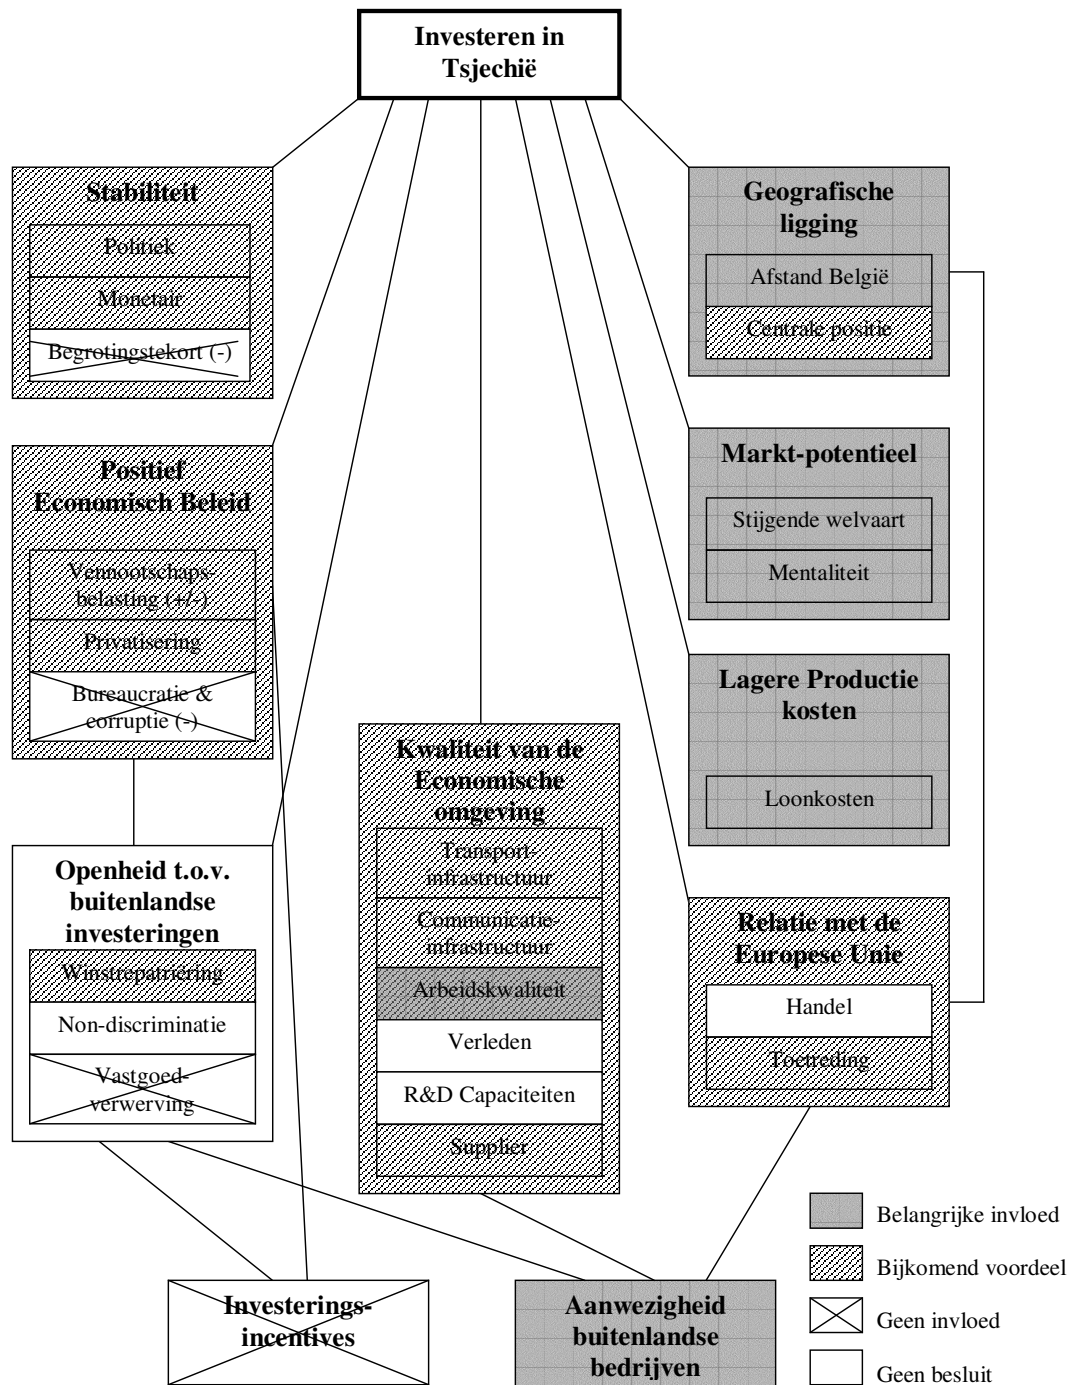 Investeren in
Tsjechië
Stabiliteit
Politiek
Monetair
Begrotingstekort (-)
Positief
Economisch Beleid
Vennootschaps-
belasting (+/-)
Privatisering
Bureaucratie &
corruptie (-)
Openheid t.o.v.
buitenlandse
investeringen
Winstrepatriëring
Non-discriminatie
Vastgoed-
verwerving
Kwaliteit van de
Economische
omgeving
Transport-
infrastructuur
Communicatie-
infrastructuur
Arbeidskwaliteit
Verleden
R&D Capaciteiten
Supplier
Geografische
ligging
Afstand België
Centrale positie
Markt-potentieel
Stijgende welvaart
Mentaliteit
Lagere Productie
kosten
Loonkosten
Relatie met de
Europese Unie
Handel
Toetreding
Investerings-
incentives
Aanwezigheid
buitenlandse
bedrijven
Belangrijke invloed
Bijkomend voordeel
Geen invloed
Geen besluit